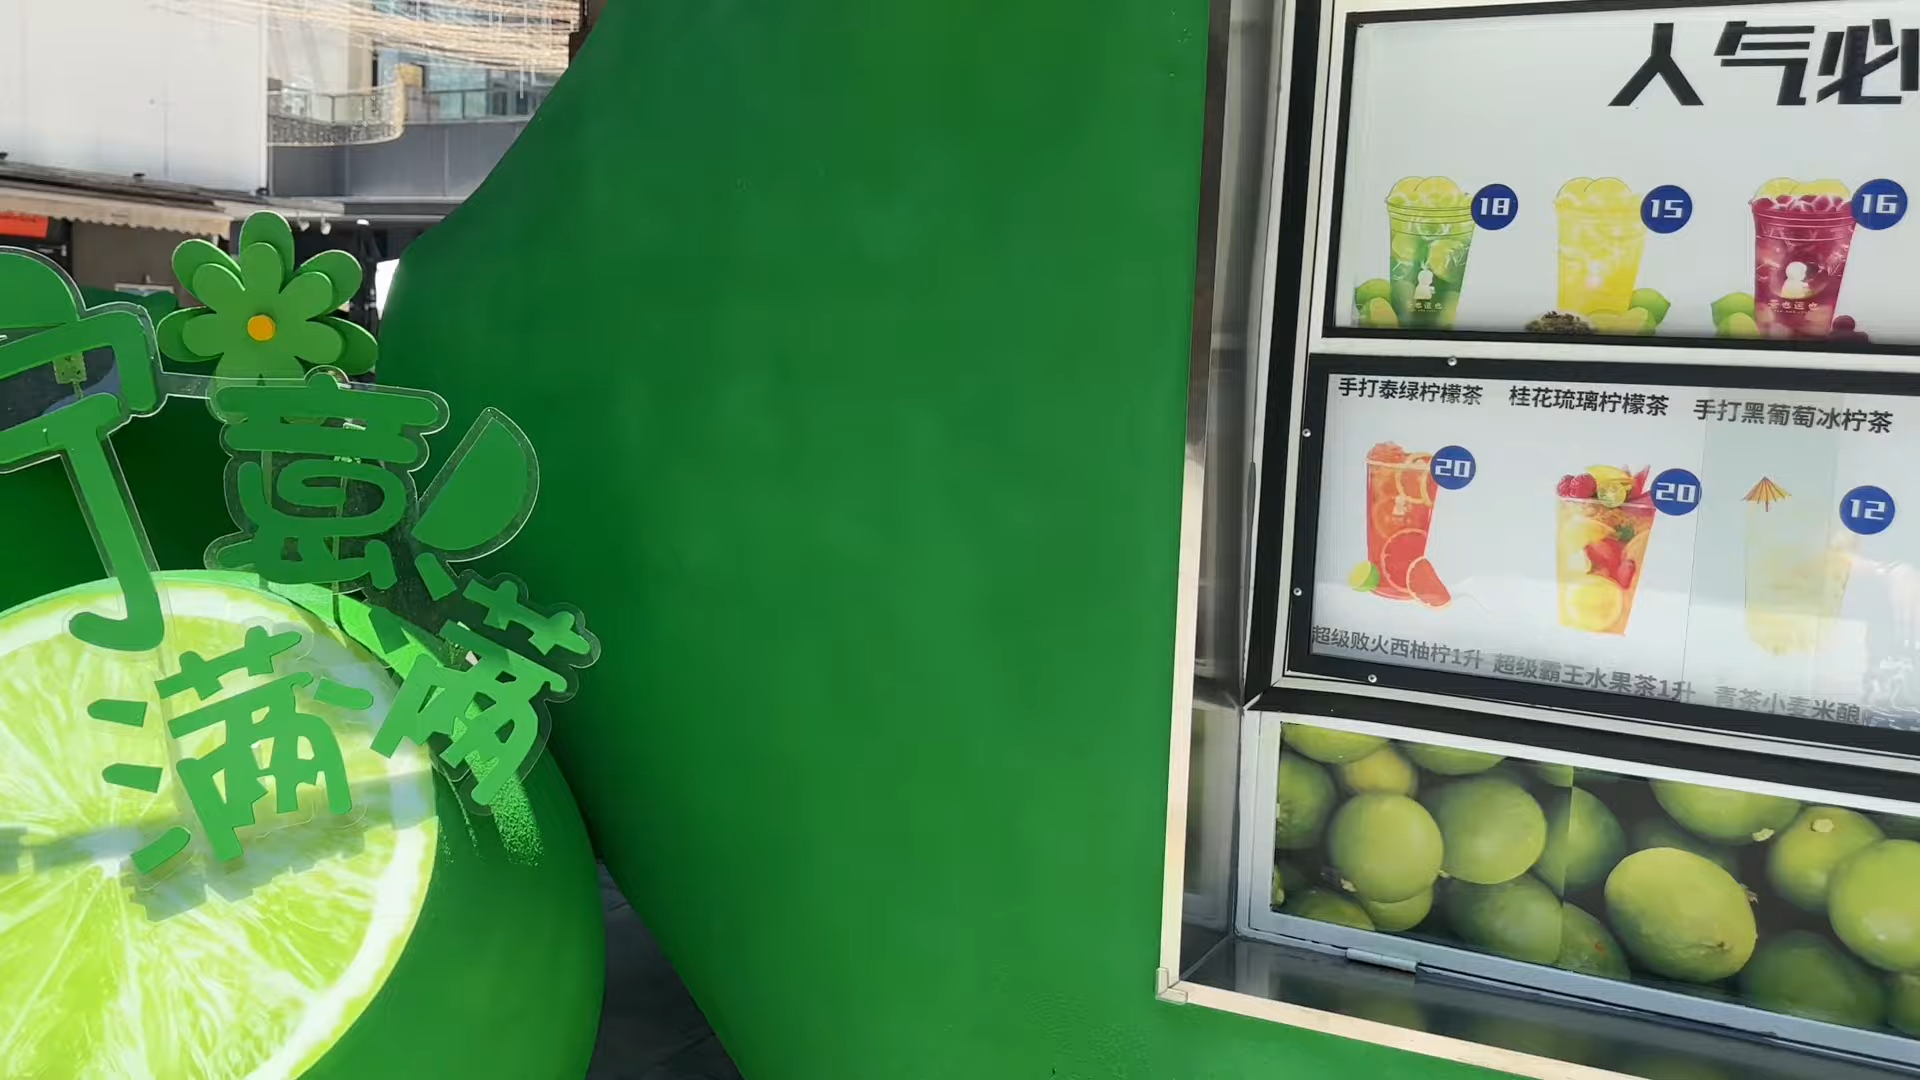 人气必
18
15
16
手打泰绿柠檬茶
桂花琉璃柠檬茶
手打黑葡萄冰柠茶
20
20
12
超级败火西柚柠1升
超级霸王水果茶1升
青茶小麦米酿
意
满
满